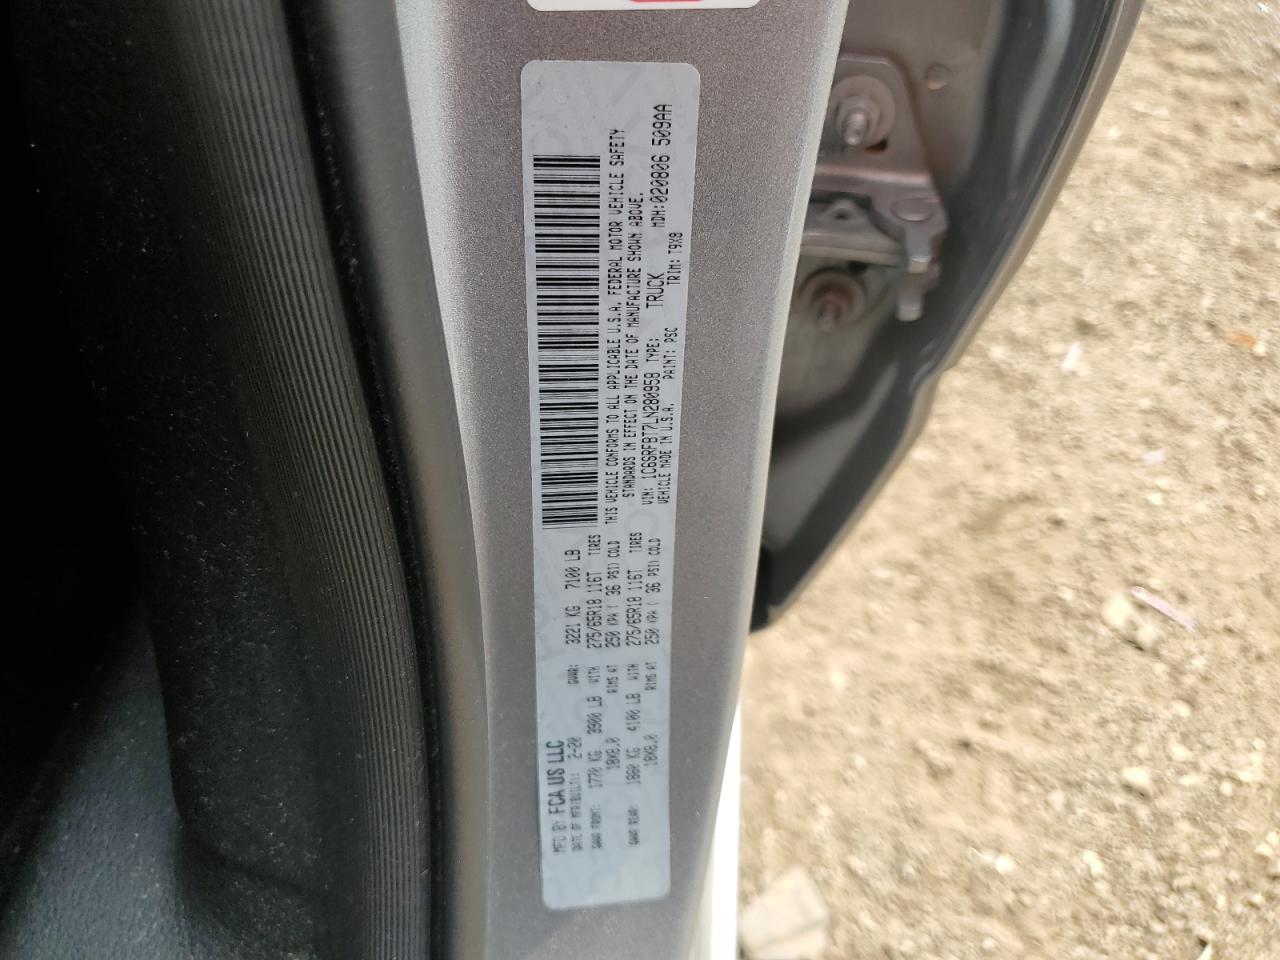 MFD BY FCA US LLC
DATE OF MFR(BUILT): 2-20 GVWR: 3221 KG 7100 LB
GAWR FRONT: 1770 KG 3900 LB WITH 275/65R18 116T TIRES
18X8.0 RIMS AT 250 KPA ( 36 PSI) COLD
GAWR REAR: 1860 KG 4100 LB WITH 275/65R18 116T TIRES
18X8.0 RIMS AT 250 KPA ( 36 PSI) COLD
THIS VEHICLE CONFORMS TO ALL APPLICABLE U.S.A. FEDERAL MOTOR VEHICLE SAFETY
STANDARDS IN EFFECT ON THE DATE OF MANUFACTURE SHOWN ABOVE.
VIN: 1C6SRFBT7LN280958 TYPE: TRUCK MDH:020806 509AA
VEHICLE MADE IN U.S.A. PAINT: PSC TRIM: T9X8